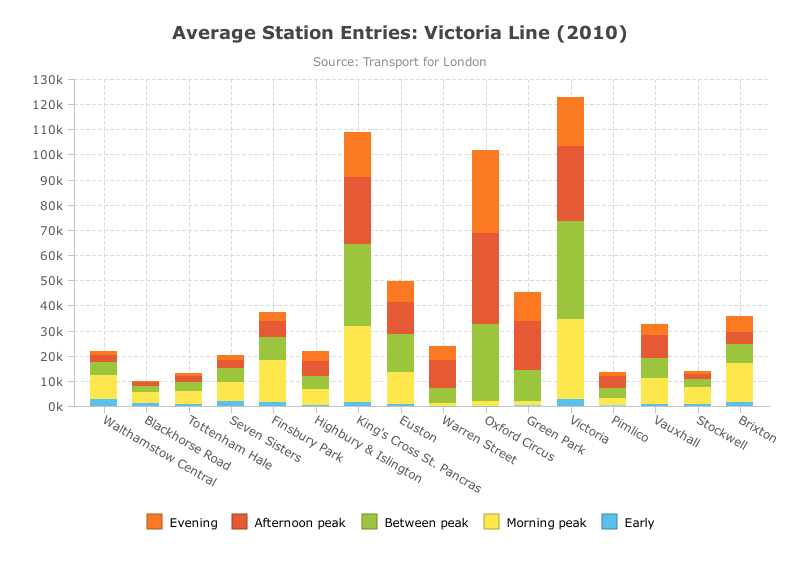 Average Station Entries: Victoria Line (2010)
Source: Transport for London
130k
120k
110k
100k
90k
80k
70k
60k
50k
40k
30k
20k
10k
0k
Walthamstow Central
Blackhorse Road
Tottenham Hale
Seven Sisters
Finsbury Park
Highbury & Islington
King's Cross St. Pancras
Euston
Warren Street
Oxford Circus
Green Park
Victoria
Pimlico
Vauxhall
Stockwell
Brixton
Evening Afternoon peak Between peak Morning peak Early